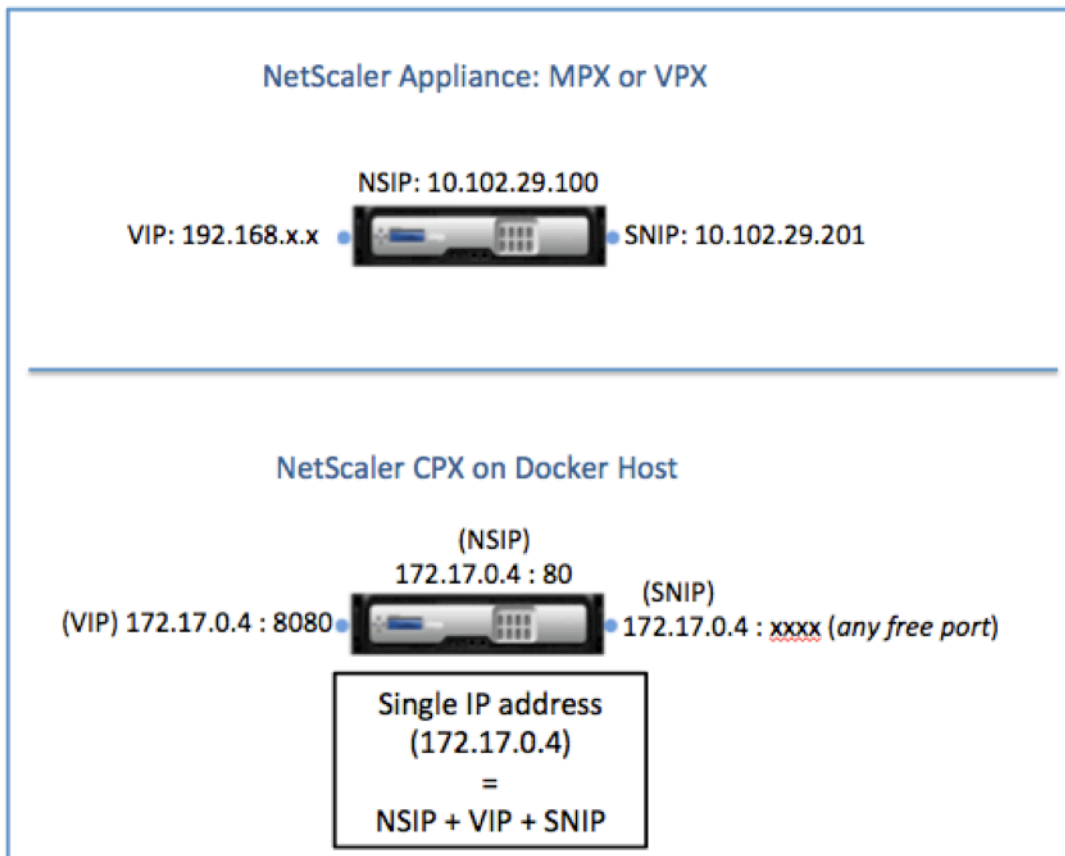 NetScaler Appliance: MPX or VPX
NSIP: 10.102.29.100
VIP: 192.168.x.x
SNIP: 10.102.29.201
NetScaler CPX on Docker Host
(NSIP)
172.17.0.4 : 80
(VIP) 172.17.0.4 : 8080
(SNIP)
172.17.0.4 : xxxx (any free port)
Single IP address
(172.17.0.4)
=
NSIP + VIP + SNIP